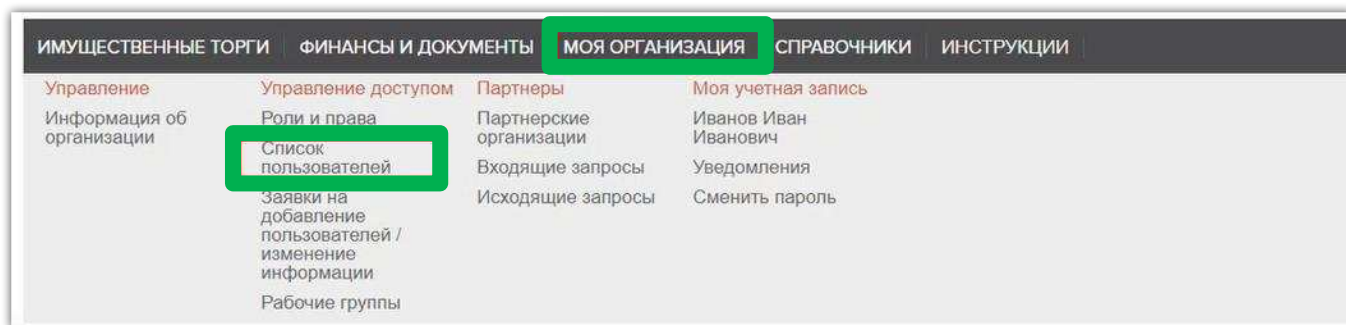 ИМУЩЕСТВЕННЫЕ ТОРГИ ФИНАНСЫ И ДОКУМЕНТЫ МОЯ ОРГАНИЗАЦИЯ СПРАВОЧНИКИ ИНСТРУКЦИИ
Управление
Информация об
организации
Управление доступом
Роли и права
Список
пользователей
Заявки на
добавление
пользователей /
изменение
информации
Рабочие группы
Партнеры
Партнерские
организации
Входящие запросы
Исходящие запросы
Моя учетная запись
Иванов Иван
Иванович
Уведомления
Сменить пароль